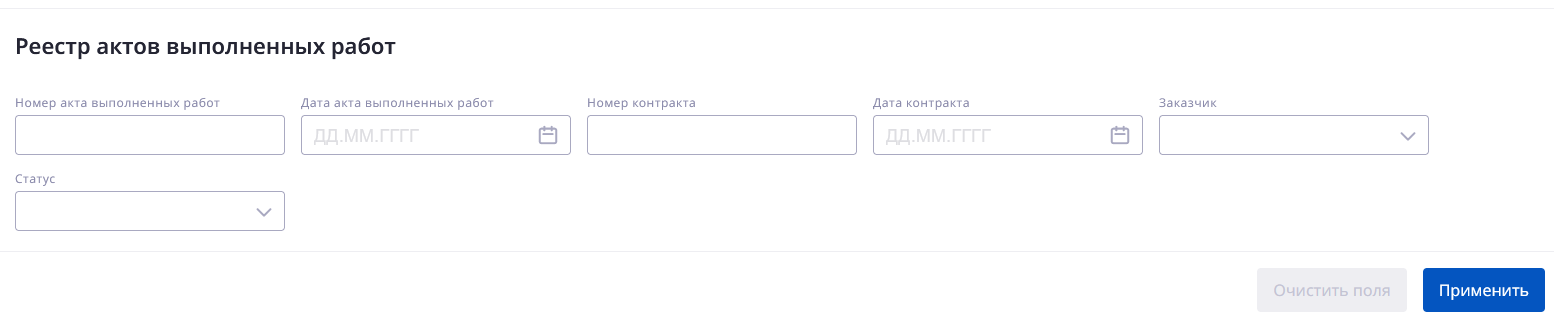 Реестр актов выполненных работ
Номер акта выполненных работ
Дата акта выполненных работ
Номер контракта
Дата контракта
Заказчик
ДД.ММ.ГГГГ
ДД.ММ.ГГГГ
Статус
Очистить поля
Применить